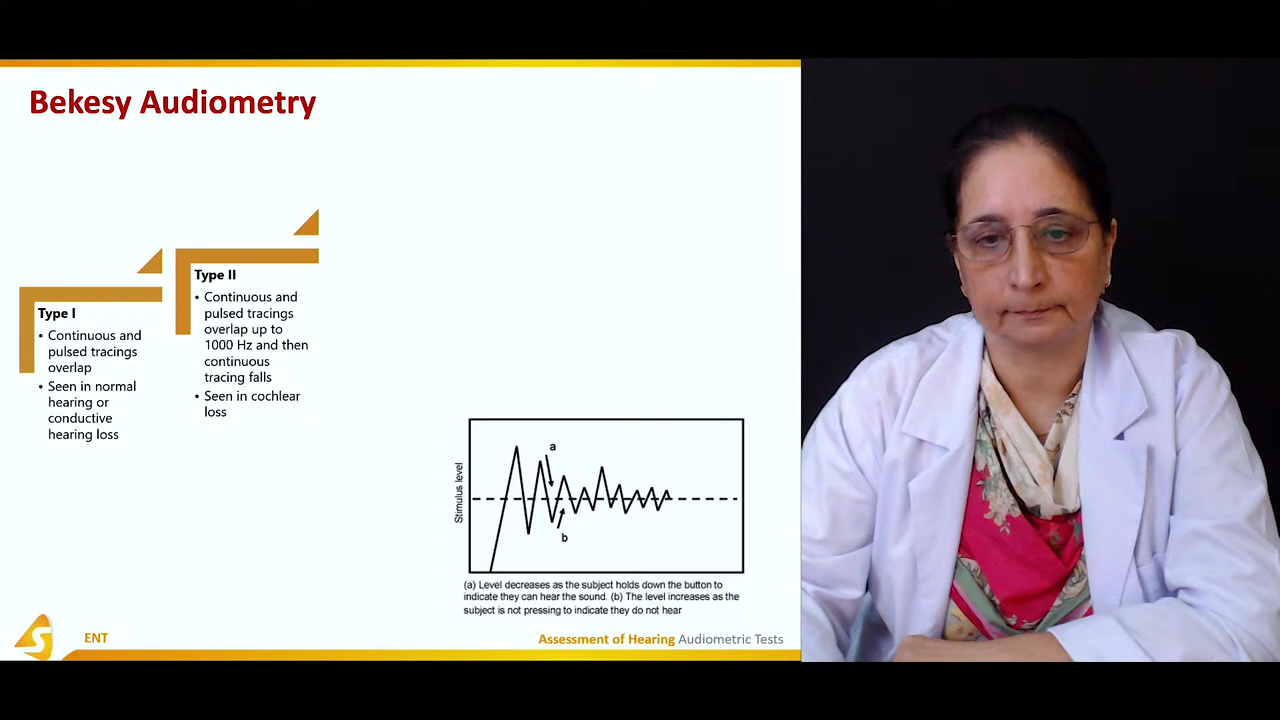 Bekesy Audiometry
Type I
• Continuous and
pulsed tracings
overlap
• Seen in normal
hearing or
conductive
hearing loss
Type II
• Continuous and
pulsed tracings
overlap up to
1000 Hz and then
continuous
tracing falls
• Seen in cochlear
loss
Stimulus level
a
b
(a) Level decreases as the subject holds down the button to
indicate they can hear the sound. (b) The level increases as the
subject is not pressing to indicate they do not hear
S
ENT
Assessment of Hearing Audiometric Tests